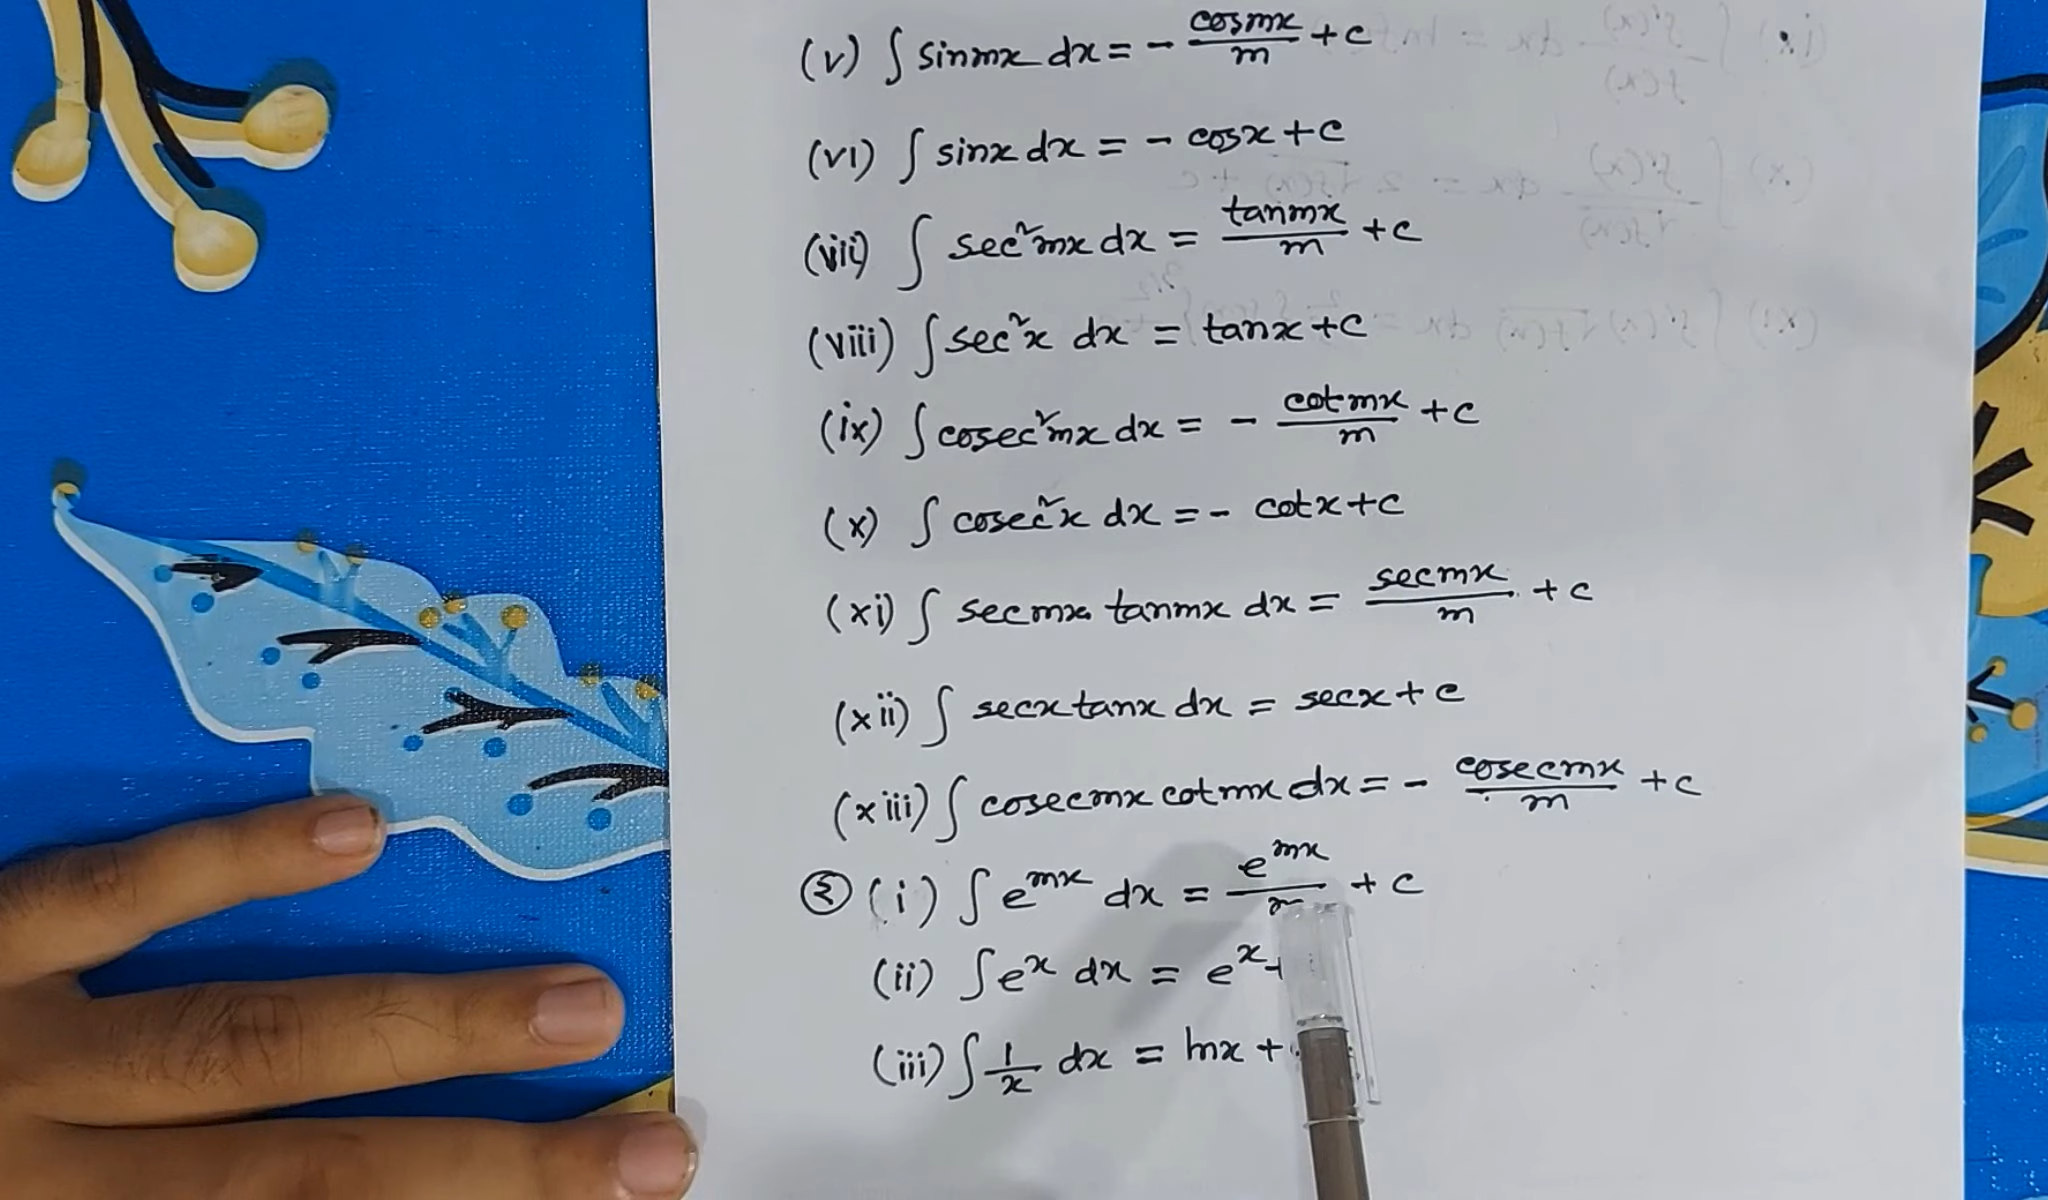 (v) ∫ sinmx dx = - cosmx/m + c
(vi) ∫ sinx dx = - cosx + c
(vii) ∫ sec²mx dx = tanmx/m + c
(viii) ∫ sec²x dx = tanx + c
(ix) ∫ cosec²mx dx = - cotmx/m + c
(x) ∫ cosec²x dx = - cotx + c
(xi) ∫ secmx tanmx dx = secmx/m + c
(xii) ∫ secx tanx dx = secx + c
(xiii) ∫ cosecmx cotmx dx = - cosecmx/m + c
২ (i) ∫ e^mx dx = e^mx/m + c
(ii) ∫ e^x dx = e^x +
(iii) ∫ 1/x dx = lnx +